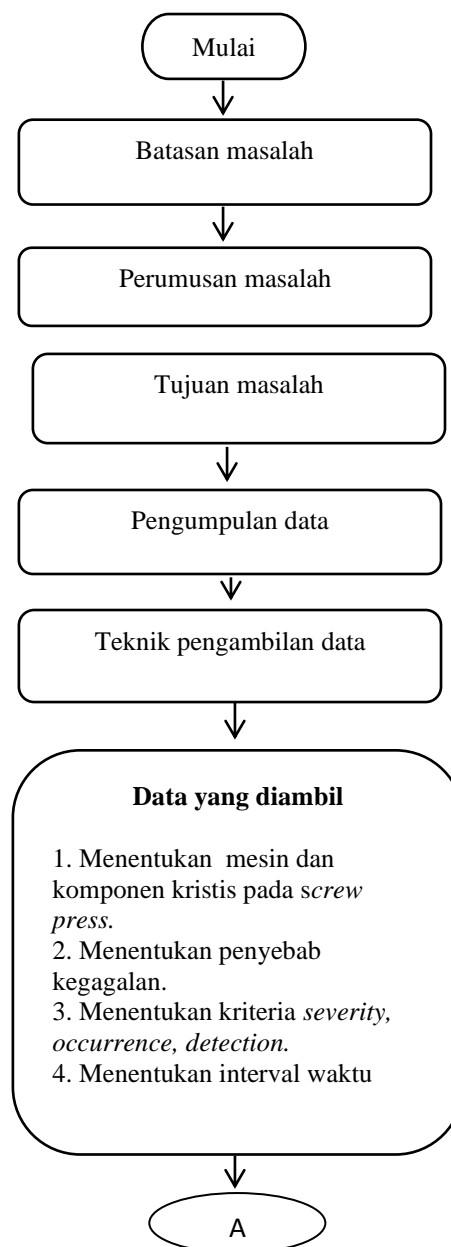 Mulai
Batasan masalah
Perumusan masalah
Tujuan masalah
Pengumpulan data
Teknik pengambilan data
Data yang diambil
1. Menentukan mesin dan
komponen kristis pada screw
press.
2. Menentukan penyebab
kegagalan.
3. Menentukan kriteria severity,
occurrence, detection.
4. Menentukan interval waktu
A